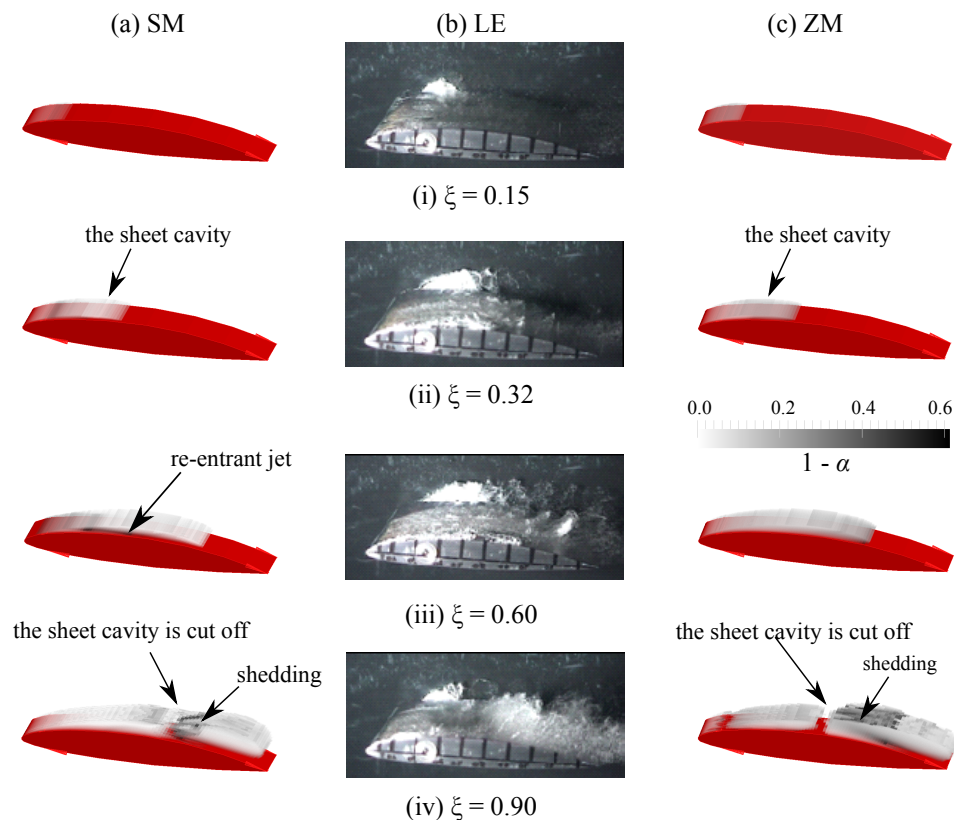 (a) SM
(b) LE
(c) ZM
(i) ξ = 0.15
the sheet cavity
the sheet cavity
(ii) ξ = 0.32
0.0 0.2 0.4 0.6
1 - α
re-entrant jet
(iii) ξ = 0.60
the sheet cavity is cut off
shedding
the sheet cavity is cut off
shedding
(iv) ξ = 0.90